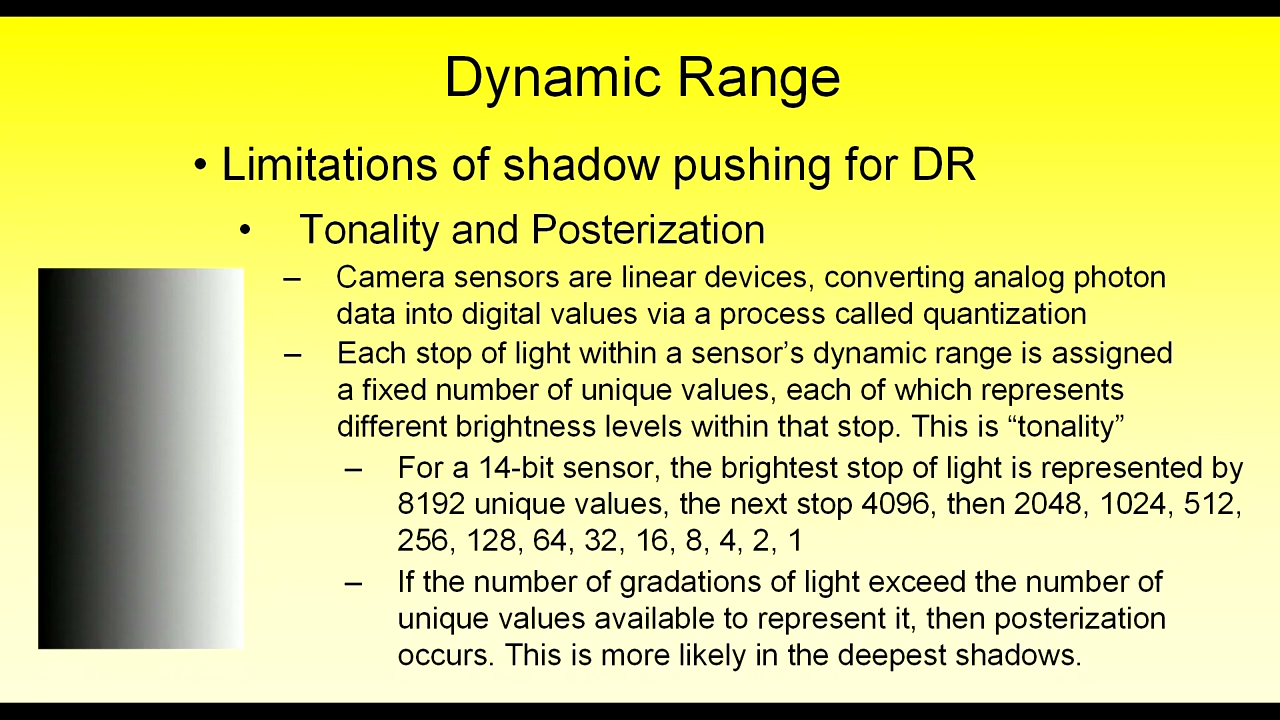 Dynamic Range
• Limitations of shadow pushing for DR
• Tonality and Posterization
– Camera sensors are linear devices, converting analog photon
data into digital values via a process called quantization
– Each stop of light within a sensor’s dynamic range is assigned
a fixed number of unique values, each of which represents
different brightness levels within that stop. This is “tonality”
– For a 14-bit sensor, the brightest stop of light is represented by
8192 unique values, the next stop 4096, then 2048, 1024, 512,
256, 128, 64, 32, 16, 8, 4, 2, 1
– If the number of gradations of light exceed the number of
unique values available to represent it, then posterization
occurs. This is more likely in the deepest shadows.